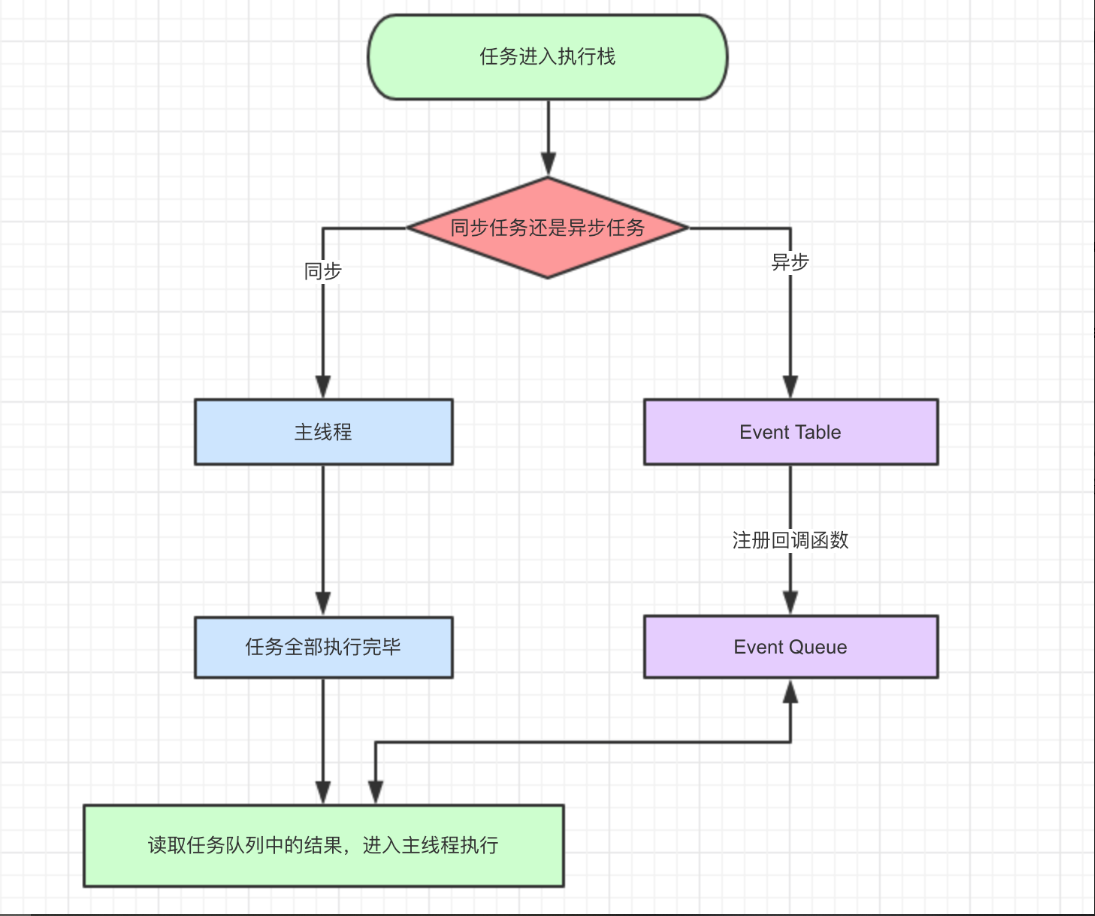 任务进入执行栈
同步任务还是异步任务
同步
异步
主线程
Event Table
注册回调函数
任务全部执行完毕
Event Queue
读取任务队列中的结果，进入主线程执行